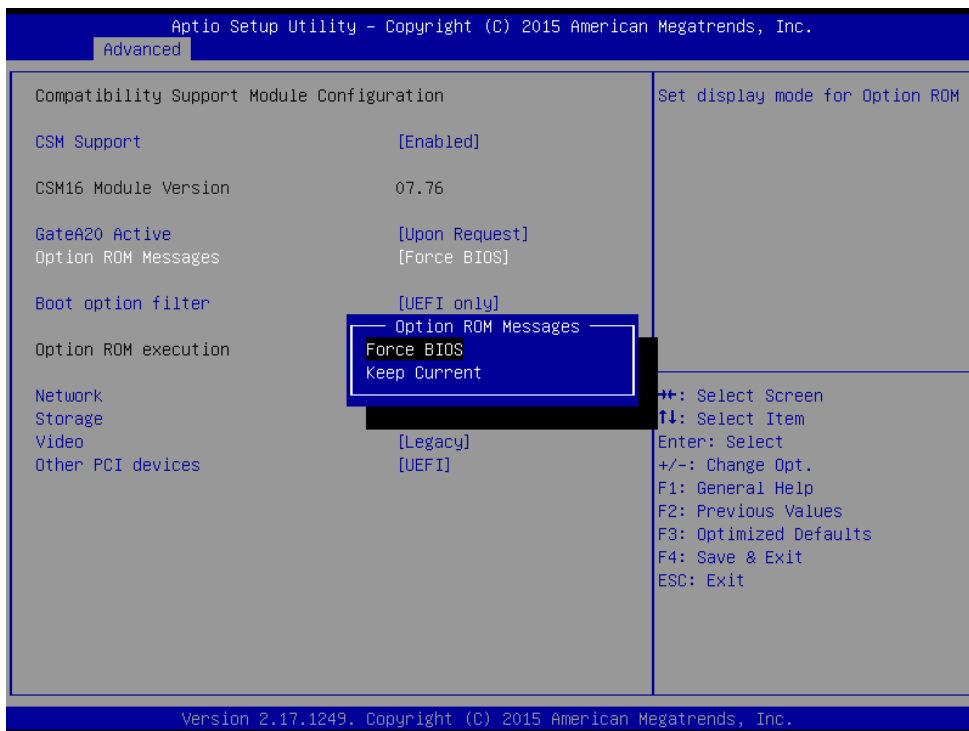 Aptio Setup Utility – Copyright (C) 2015 American Megatrends, Inc.
Advanced
Compatibility Support Module Configuration
CSM Support [Enabled]
CSM16 Module Version 07.76
GateA20 Active [Upon Request]
Option ROM Messages [Force BIOS]
Boot option filter [UEFI only]
Option ROM execution
Network
Storage
Video [Legacy]
Other PCI devices [UEFI]
Option ROM Messages
Force BIOS
Keep Current
Set display mode for Option ROM
→←: Select Screen
↑↓: Select Item
Enter: Select
+/-: Change Opt.
F1: General Help
F2: Previous Values
F3: Optimized Defaults
F4: Save & Exit
ESC: Exit
Version 2.17.1249. Copyright (C) 2015 American Megatrends, Inc.